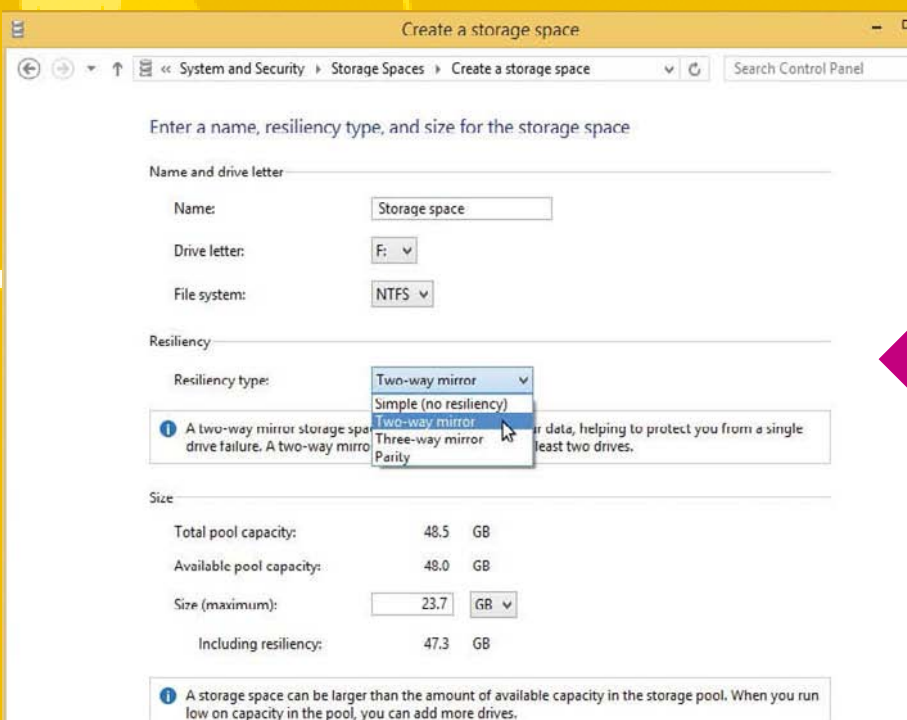 Create a storage space
« System and Security ▸ Storage Spaces ▸ Create a storage space
Search Control Panel
Enter a name, resiliency type, and size for the storage space
Name and drive letter
Name: Storage space
Drive letter: F:
File system: NTFS
Resiliency
Resiliency type: Two-way mirror
Simple (no resiliency)
Two-way mirror
Three-way mirror
Parity
A two-way mirror storage spa r data, helping to protect you from a single
drive failure. A two-way mirro least two drives.
Size
Total pool capacity: 48.5 GB
Available pool capacity: 48.0 GB
Size (maximum): 23.7 GB
Including resiliency: 47.3 GB
A storage space can be larger than the amount of available capacity in the storage pool. When you run
low on capacity in the pool, you can add more drives.